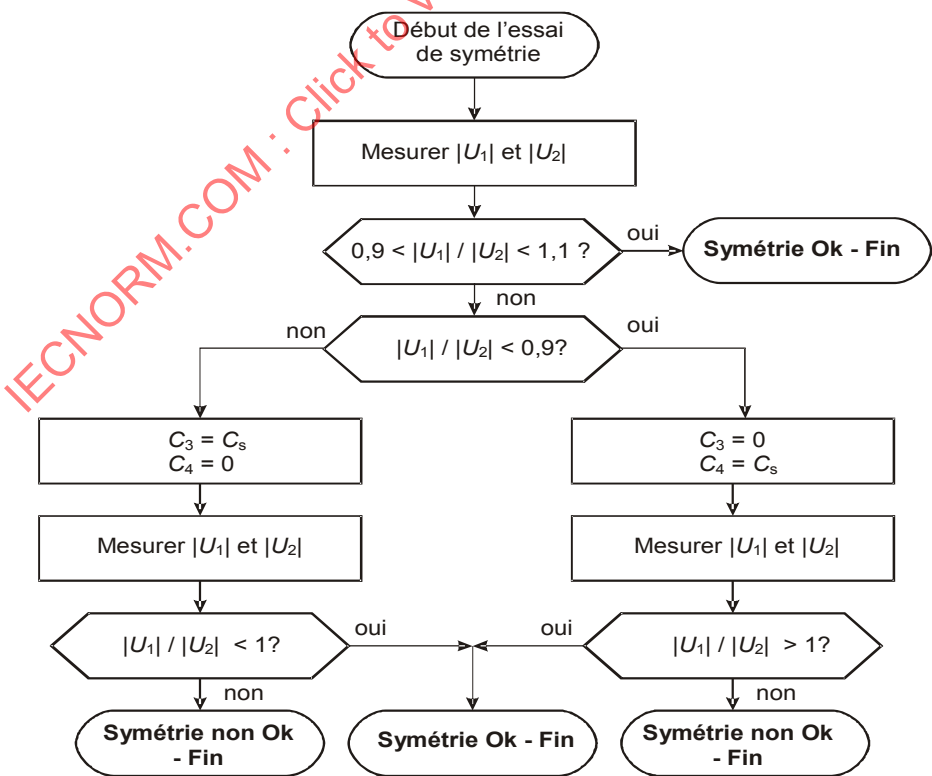 Début de l'essai
de symétrie
Mesurer |U1| et |U2|
0,9 < |U1| / |U2| < 1,1 ?
oui
Symétrie Ok - Fin
non
non
|U1| / |U2| < 0,9?
oui
C3 = Cs
C4 = 0
C3 = 0
C4 = Cs
Mesurer |U1| et |U2|
Mesurer |U1| et |U2|
|U1| / |U2| < 1?
oui
oui
|U1| / |U2| > 1?
non
non
Symétrie non Ok
- Fin
Symétrie Ok - Fin
Symétrie non Ok
- Fin
IECNORM.COM : Click to